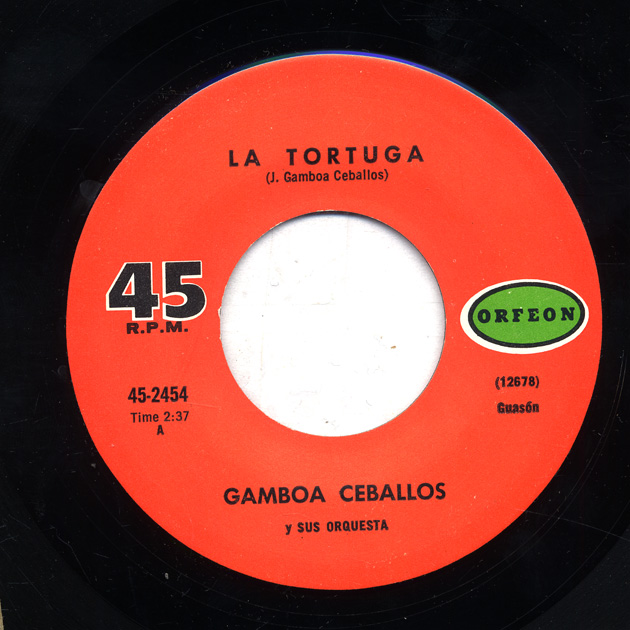 LA TORTUGA
(J. Gamboa Ceballos)
45
R.P.M.
ORFEON
45-2454
Time 2:37
A
(12678)
Guasón
GAMBOA CEBALLOS
y SUS ORQUESTA